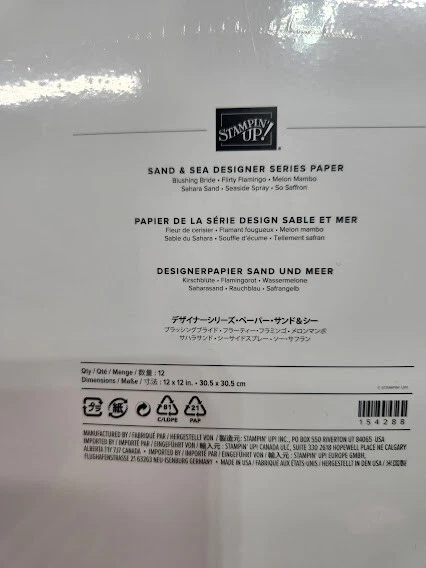 STAMPIN' UP!
SAND & SEA DESIGNER SERIES PAPER
Blushing Bride • Flirty Flamingo • Melon Mambo
Sahara Sand • Seaside Spray • So Saffron
PAPIER DE LA SÉRIE DESIGN SABLE ET MER
Fleur de cerisier • Flamant fougueux • Melon mambo
Sable du Sahara • Souffle d'écume • Tellement safran
DESIGNERPAPIER SAND UND MEER
Kirschblüte • Flamingorot • Wassermelone
Saharasand • Rauchblau • Safrangelb
デザイナーシリーズ・ペーパー・サンド&シー
ブラッシングブライド・フラーティーフラミンゴ・メロンマンボ
サハラサンド・シーサイドスプレー・ソーサフラン
Qty / Qté / Menge / 数量 : 12
Dimensions / Maße / 寸法 : 12 x 12 in. • 30.5 x 30.5 cm
© STAMPIN' UP!
プラ 紙 81 C/LDPE 21 PAP
154288
MANUFACTURED BY / FABRIQUÉ PAR / HERGESTELLT VON / 製造元: STAMPIN' UP! INC., PO BOX 550 RIVERTON UT 84065 USA
IMPORTED BY / IMPORTÉ PAR / EINGEFÜHRT VON / 輸入元 : STAMPIN' UP! CANADA ULC, SUITE 330 2618 HOPEWELL PLACE NE CALGARY
ALBERTA T1Y 7J7 CANADA • IMPORTED BY / IMPORTÉ PAR / EINGEFÜHRT VON / 輸入元 : STAMPIN' UP! EUROPE GMBH,
FLUGHAFENSTRASSE 21 63263 NEU-ISENBURG GERMANY • MADE IN USA / FABRIQUÉ AUX ÉTATS-UNIS / HERGESTELLT IN DEN USA / 米国製